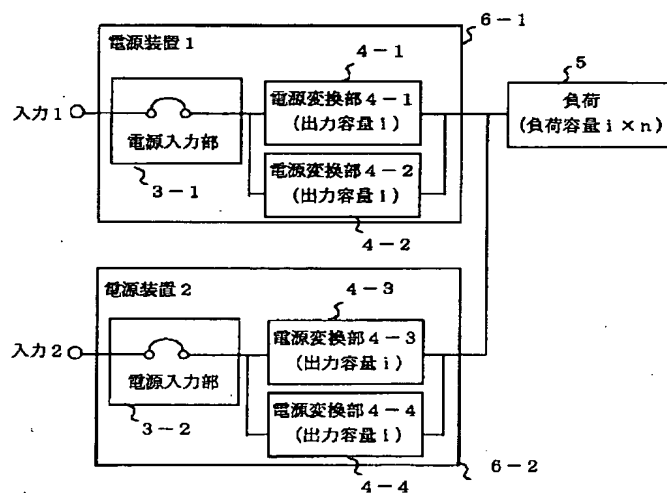 6-1
電源装置1
4-1
5
電源変換部4-1
(出力容量i)
負荷
(負荷容量i×n)
入力1
電源入力部
3-1
電源変換部4-2
(出力容量i)
4-2
電源装置2
4-3
電源変換部4-3
(出力容量i)
入力2
電源入力部
3-2
電源変換部4-4
(出力容量i)
4-4
6-2